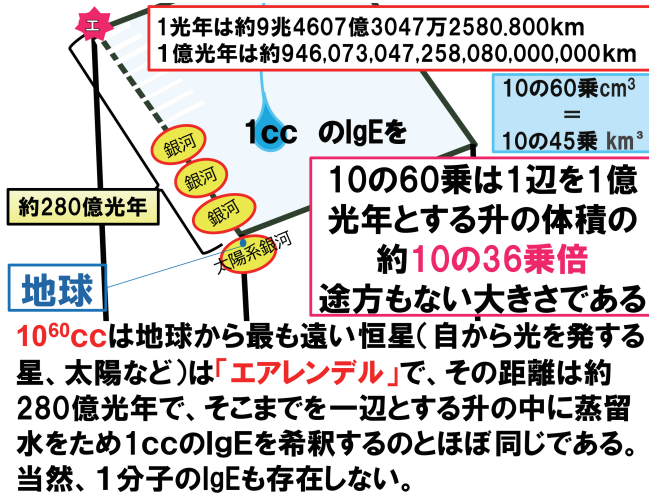 エ
1光年は約9兆4607億3047万2580.800km
1億光年は約946,073,047,258,080,000,000km
10の60乗cm³
=
10の45乗 km³
1cc のIgEを
銀河
銀河
銀河
太陽系銀河
約280億光年
地球
10の60乗は1辺を1億
光年とする升の体積の
約10の36乗倍
途方もない大きさである
10⁶⁰ccは地球から最も遠い恒星(自から光を発する
星、太陽など)は「エアレンデル」で、その距離は約
280億光年で、そこまでを一辺とする升の中に蒸留
水をため1ccのIgEを希釈するのとほぼ同じである。
当然、1分子のIgEも存在しない。